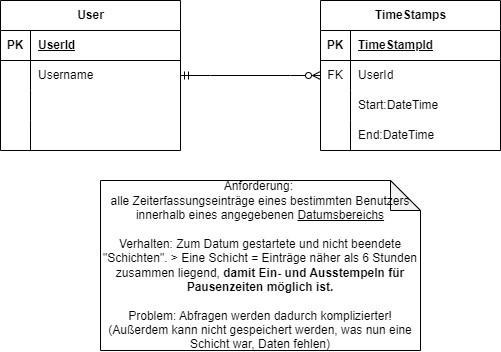 User
PK UserId
Username
TimeStamps
PK TimeStampId
FK UserId
Start:DateTime
End:DateTime
Anforderung:
alle Zeiterfassungseinträge eines bestimmten Benutzers
innerhalb eines angegebenen Datumsbereichs
Verhalten: Zum Datum gestartete und nicht beendete
"Schichten". > Eine Schicht = Einträge näher als 6 Stunden
zusammen liegend, damit Ein- und Ausstempeln für
Pausenzeiten möglich ist.
Problem: Abfragen werden dadurch komplizierter!
(Außerdem kann nicht gespeichert werden, was nun eine
Schicht war, Daten fehlen)